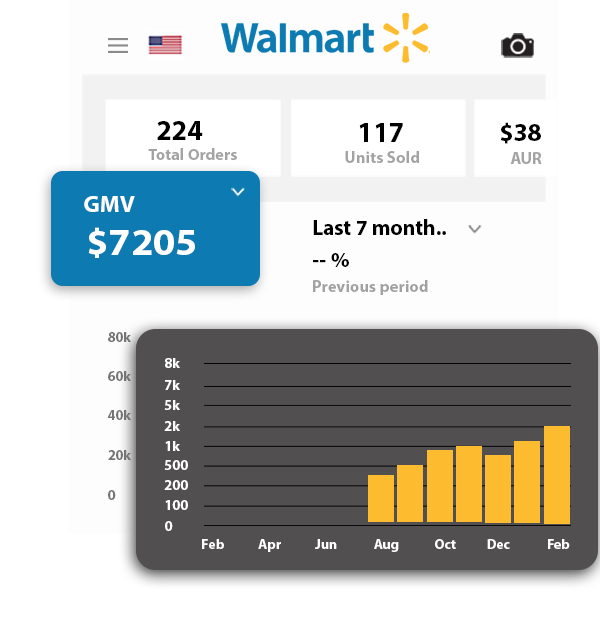 Walmart
224
Total Orders
117
Units Sold
$38
AUR
GMV
$7205
Last 7 month..
-- %
Previous period
80k
60k
40k
20k
0
8k
7k
5k
2k
1k
500
200
100
0
Feb Apr Jun Aug Oct Dec Feb